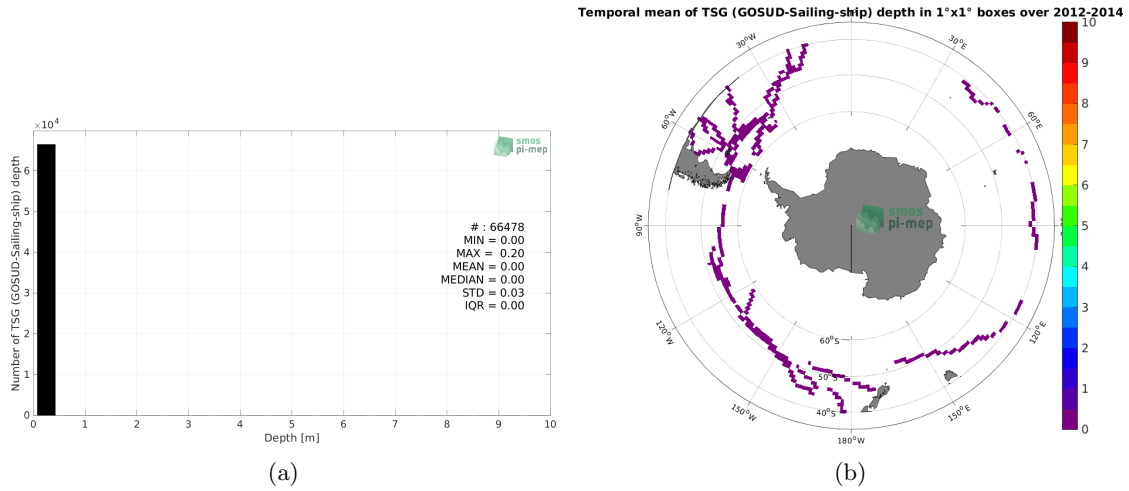 ×10⁴
6
5
4
3
2
1
0
Number of TSG (GOSUD-Sailing-ship) depth
smos
pi-mep
# : 66478
MIN = 0.00
MAX = 0.20
MEAN = 0.00
MEDIAN = 0.00
STD = 0.03
IQR = 0.00
0 1 2 3 4 5 6 7 8 9 10
Depth [m]
(a)
Temporal mean of TSG (GOSUD-Sailing-ship) depth in 1°x1° boxes over 2012-2014
30°W
30°E
60°W
60°E
90°W
120°W
120°E
150°W
150°E
180°W
60°S
50°S
40°S
smos
pi-mep
10
9
8
7
6
5
4
3
2
1
0
(b)